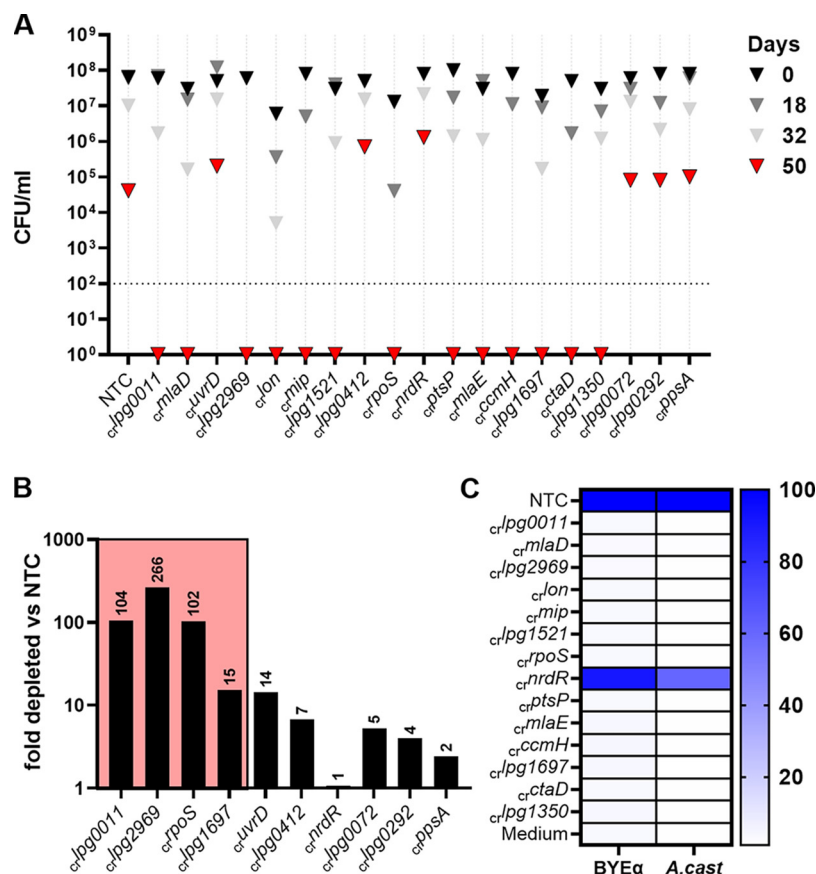 A
CFU/ml
10⁹
10⁸
10⁷
10⁶
10⁵
10⁴
10³
10²
10¹
10⁰
NTC
crlpg0011
crmlaD
cruvrD
crlpg2969
crlon
crmip
crlpg1521
crlpg0412
crrpoS
crnrdR
crptsP
crmlaE
crccmH
crlpg1697
crctaD
crlpg1350
crlpg0072
crlpg0292
crppsA
Days
0
18
32
50
B
fold depleted vs NTC
1000
100
10
1
104
266
102
15
14
7
1
5
4
2
crlpg0011
crlpg2969
crrpoS
crlpg1697
cruvrD
crlpg0412
crnrdR
crlpg0072
crlpg0292
crppsA
C
NTC
crlpg0011
crmlaD
crlpg2969
crlon
crmip
crlpg1521
crrpoS
crnrdR
crptsP
crmlaE
crccmH
crlpg1697
crctaD
crlpg1350
Medium
BYEα A.cast
100
80
60
40
20